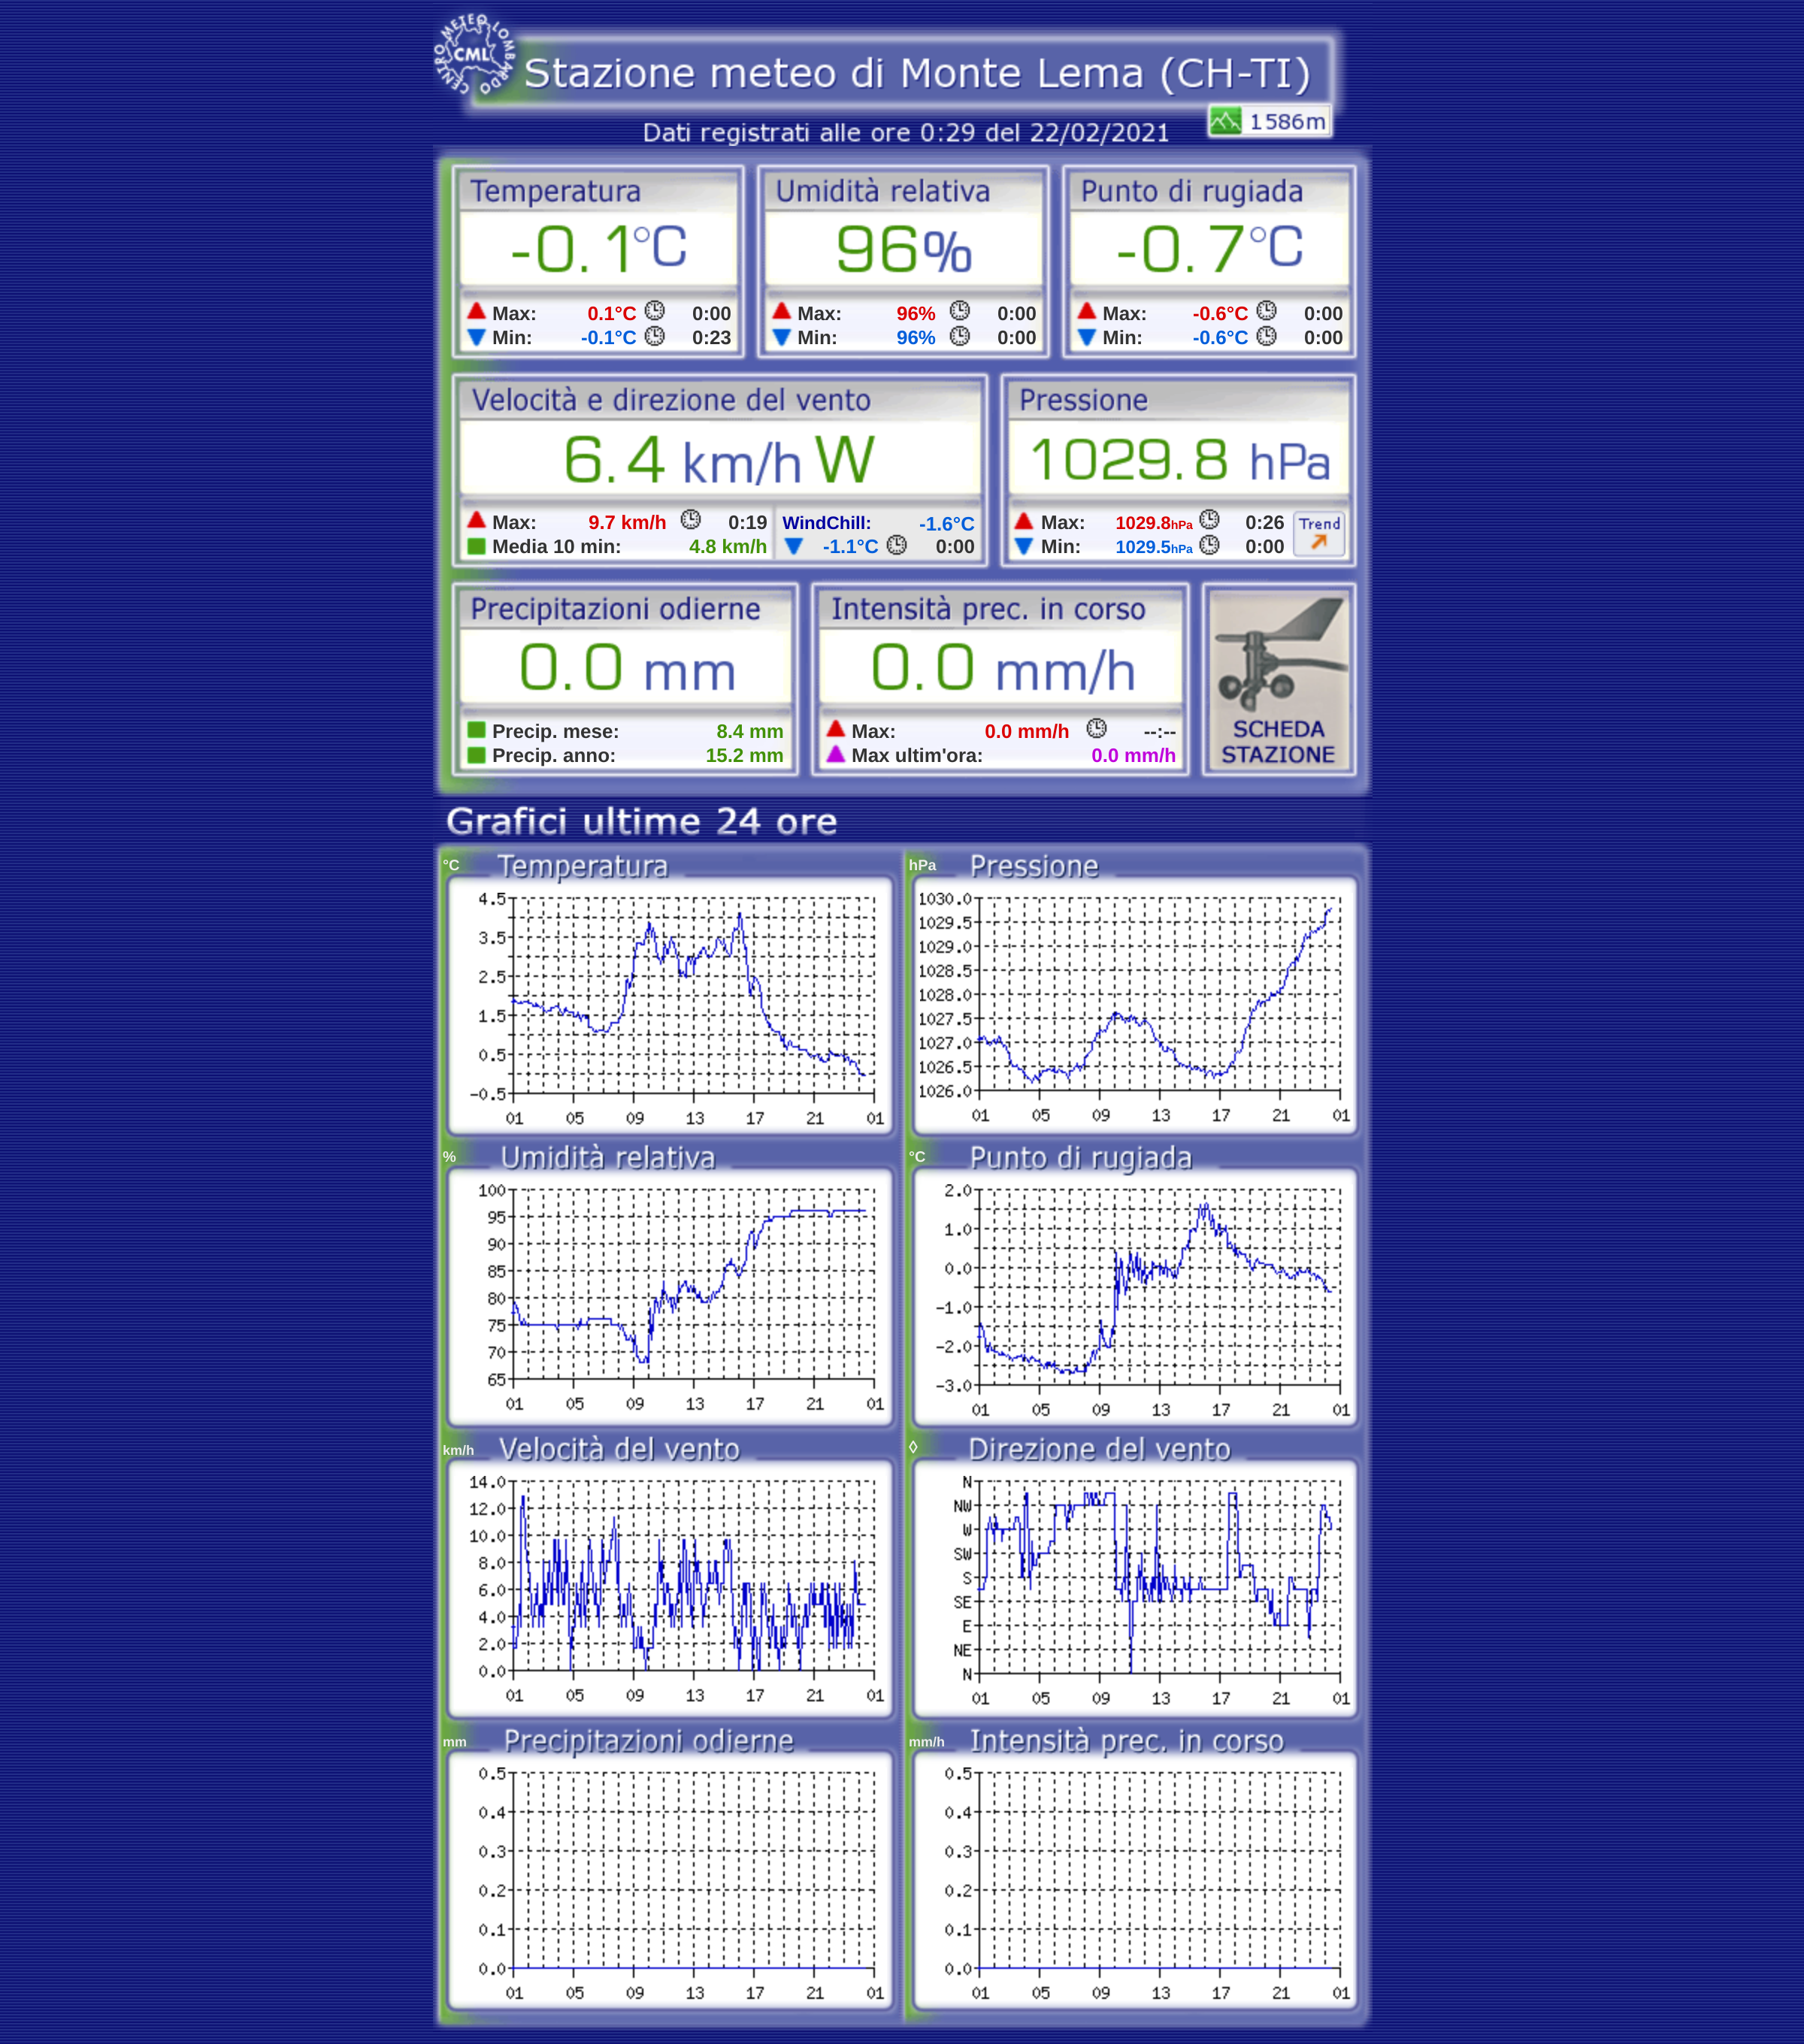 CENTRO METEO LOMBARDO
CML
Stazione meteo di Monte Lema (CH-TI)
Dati registrati alle ore 0:29 del 22/02/2021
1586m
Temperatura
-0.1°C
Max: 0.1°C 0:00
Min: -0.1°C 0:23
Umidità relativa
96%
Max: 96% 0:00
Min: 96% 0:00
Punto di rugiada
-0.7°C
Max: -0.6°C 0:00
Min: -0.6°C 0:00
Velocità e direzione del vento
6.4 km/h W
Max: 9.7 km/h 0:19
Media 10 min: 4.8 km/h
WindChill: -1.6°C
-1.1°C 0:00
Pressione
1029.8 hPa
Max: 1029.8hPa 0:26
Min: 1029.5hPa 0:00
Trend
Precipitazioni odierne
0.0 mm
Precip. mese: 8.4 mm
Precip. anno: 15.2 mm
Intensità prec. in corso
0.0 mm/h
Max: 0.0 mm/h --:--
Max ultim'ora: 0.0 mm/h
SCHEDA
STAZIONE
Grafici ultime 24 ore
°C Temperatura
4.5
3.5
2.5
1.5
0.5
-0.5
01 05 09 13 17 21 01
hPa Pressione
1030.0
1029.5
1029.0
1028.5
1028.0
1027.5
1027.0
1026.5
1026.0
01 05 09 13 17 21 01
% Umidità relativa
100
95
90
85
80
75
70
65
01 05 09 13 17 21 01
°C Punto di rugiada
2.0
1.0
0.0
-1.0
-2.0
-3.0
01 05 09 13 17 21 01
km/h Velocità del vento
14.0
12.0
10.0
8.0
6.0
4.0
2.0
0.0
01 05 09 13 17 21 01
◊ Direzione del vento
N
NW
W
SW
S
SE
E
NE
N
01 05 09 13 17 21 01
mm Precipitazioni odierne
0.5
0.4
0.3
0.2
0.1
0.0
01 05 09 13 17 21 01
mm/h Intensità prec. in corso
0.5
0.4
0.3
0.2
0.1
0.0
01 05 09 13 17 21 01